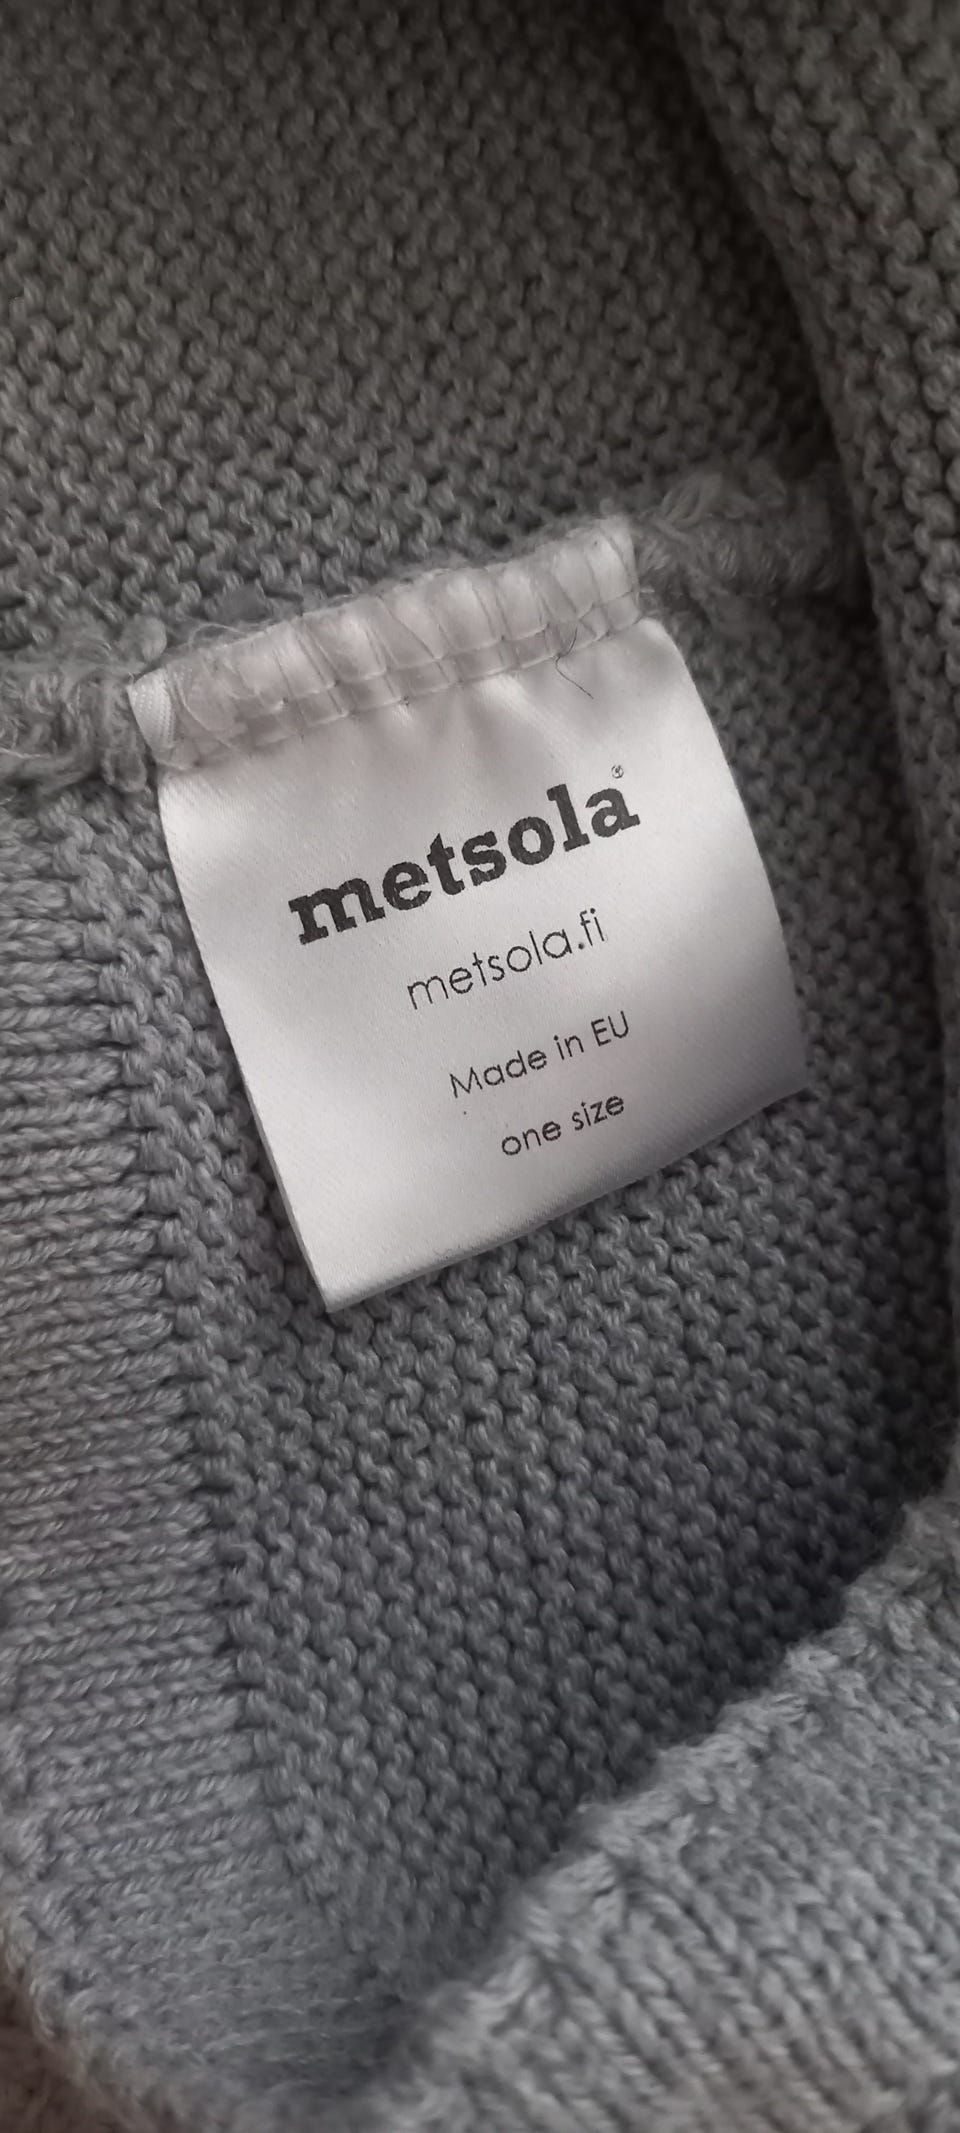 metsola®
metsola.fi
Made in EU
one size